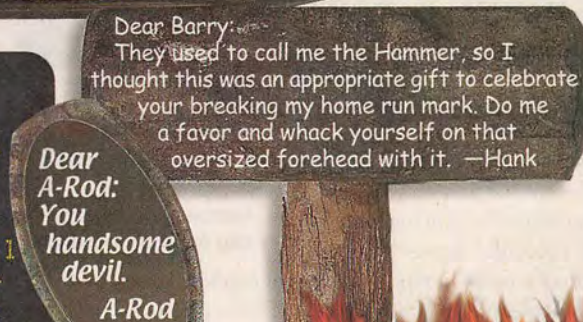 Dear Barry:
They used to call me the Hammer, so I
thought this was an appropriate gift to celebrate
your breaking my home run mark. Do me
a favor and whack yourself on that
oversized forehead with it. —Hank
Dear
A-Rod:
You
handsome
devil.
A-Rod